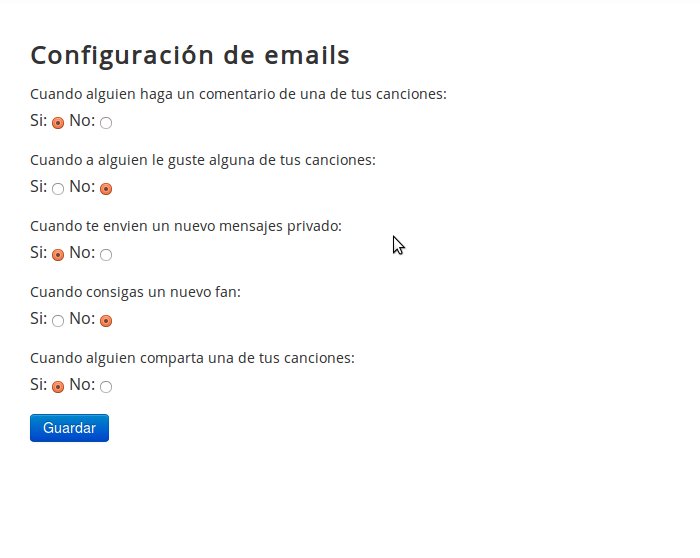 Configuración de emails
Cuando alguien haga un comentario de una de tus canciones:
Si: No:
Cuando a alguien le guste alguna de tus canciones:
Si: No:
Cuando te envien un nuevo mensajes privado:
Si: No:
Cuando consigas un nuevo fan:
Si: No:
Cuando alguien comparta una de tus canciones:
Si: No:
Guardar